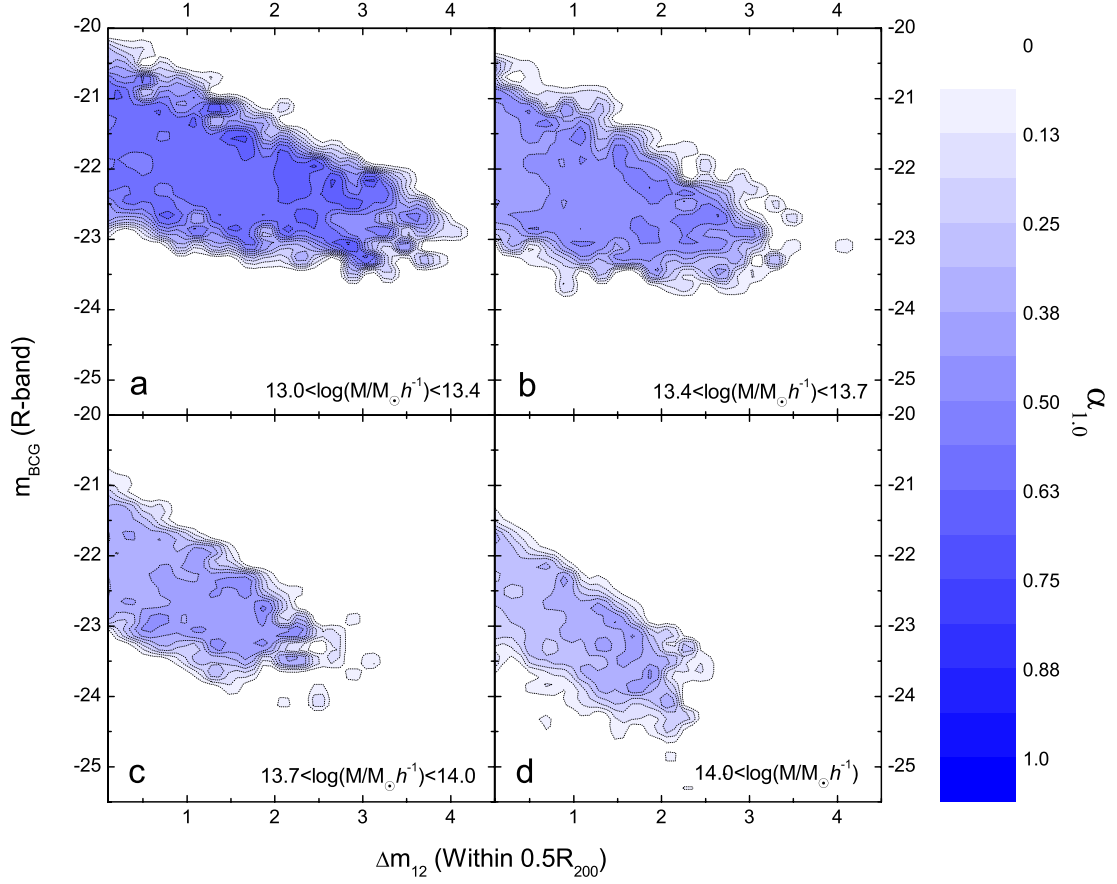 1 2 3 4 1 2 3 4
-20 -20
-21 -21
-22 -22
-23 -23
-24 -24
-25 -25
a 13.0<log(M/M☉h⁻¹)<13.4
b 13.4<log(M/M☉h⁻¹)<13.7
-20 -20
-21 -21
-22 -22
-23 -23
-24 -24
-25 -25
c 13.7<log(M/M☉h⁻¹)<14.0
d 14.0<log(M/M☉h⁻¹)
1 2 3 4 1 2 3 4
Δm₁₂ (Within 0.5R₂₀₀)
m_BCG (R-band)
0
0.13
0.25
0.38
0.50
0.63
0.75
0.88
1.0
α₁.₀